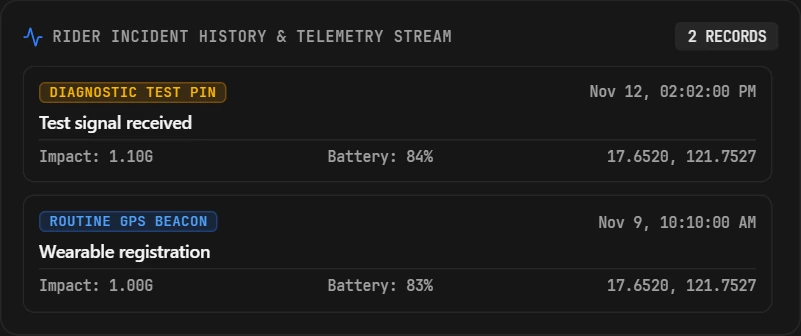 RIDER INCIDENT HISTORY & TELEMETRY STREAM
2 RECORDS
DIAGNOSTIC TEST PIN
Nov 12, 02:02:00 PM
Test signal received
Impact: 1.10G
Battery: 84%
17.6520, 121.7527
ROUTINE GPS BEACON
Nov 9, 10:10:00 AM
Wearable registration
Impact: 1.00G
Battery: 83%
17.6520, 121.7527